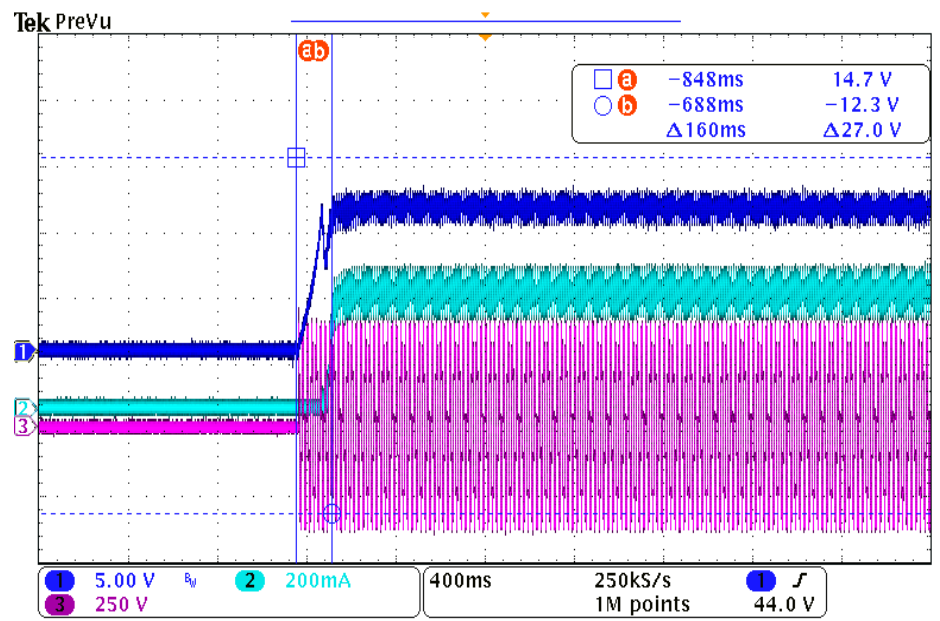 Tek PreVu
a b
a -848ms 14.7 V
b -688ms -12.3 V
Δ160ms Δ27.0 V
1
2
3
1 5.00 V BW 2 200mA
3 250 V
400ms 250kS/s 1 
1M points 44.0 V